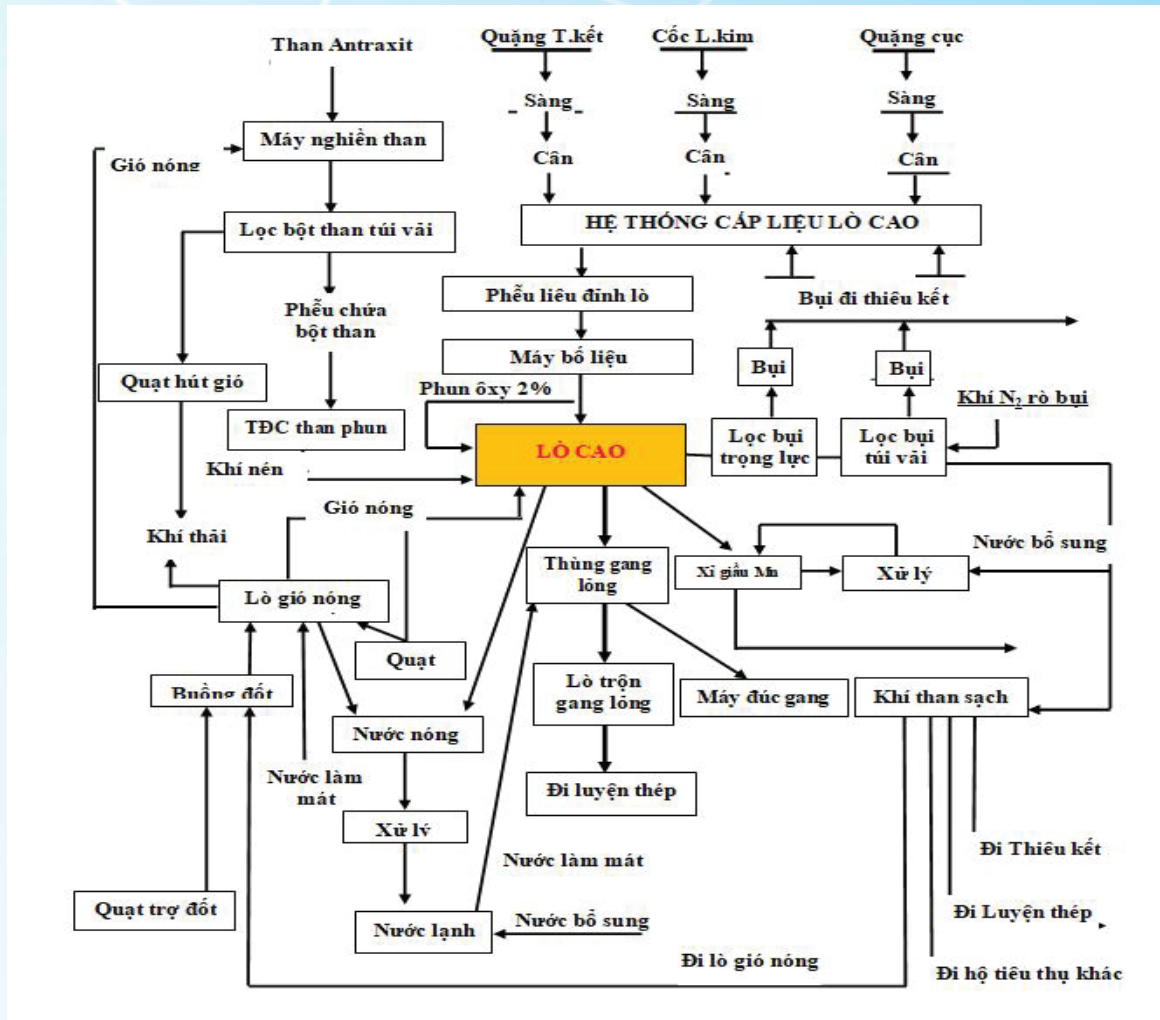 Than Antraxit
Quặng T.kết
Cốc L.kim
Quặng cục
Sàng
Sàng
Sàng
Máy nghiền than
Gió nóng
Cân
Cân
Cân
Lọc bột than túi vải
HỆ THỐNG CẤP LIỆU LÒ CAO
Phễu liêu đỉnh lò
Bụi đi thiêu kết
Phễu chứa
bột than
Máy bố liệu
Bụi
Bụi
Quạt hút gió
Phun ôxy 2%
Khí N₂ rò bụi
TĐC than phun
LÒ CAO
Lọc bụi
trọng lực
Lọc bụi
túi vải
Khí nén
Gió nóng
Khí thải
Nước bổ sung
Thùng gang
lỏng
Xỉ giầu Mn
Xử lý
Lò gió nóng
Quạt
Buồng đốt
Lò trộn
gang lỏng
Máy đúc gang
Khí than sạch
Nước nóng
Nước làm
mát
Đi luyện thép
Xử lý
Nước làm mát
Đi Thiêu kết
Quạt trợ đốt
Nước lạnh
Nước bổ sung
Đi Luyện thép
Đi lò gió nóng
Đi hộ tiêu thụ khác